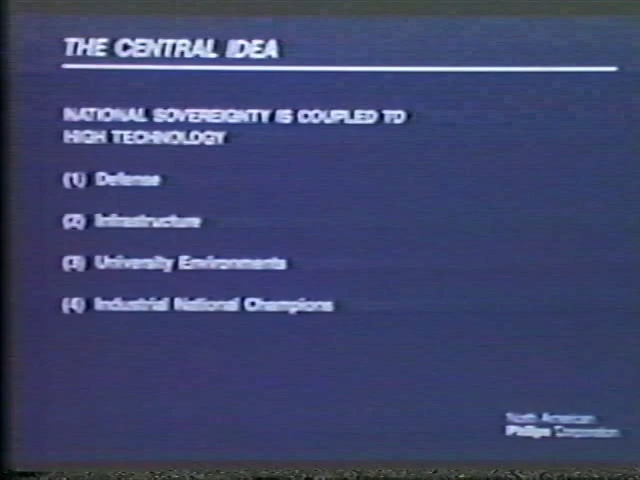 THE CENTRAL IDEA
NATIONAL SOVEREIGNTY IS COUPLED TO
HIGH TECHNOLOGY
(1) Defense
(2) Infrastructure
(3) University Environments
(4) Industrial National Champions
North American
Philips Corporation